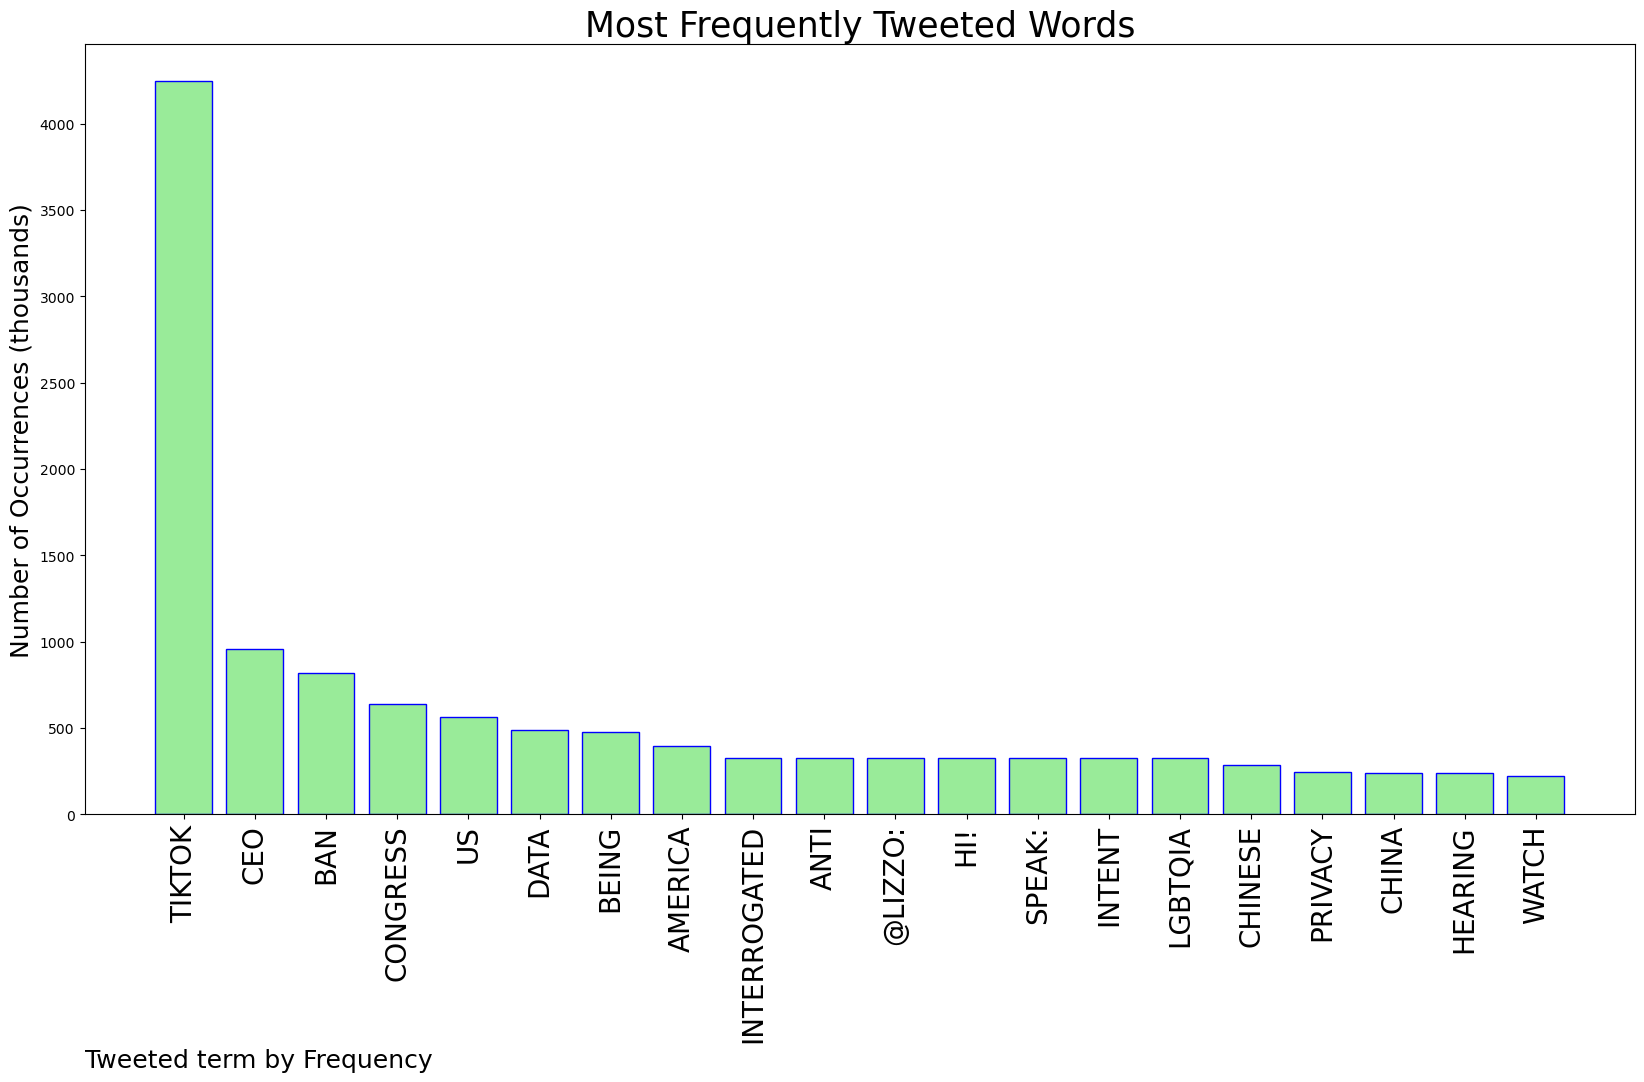 Most Frequently Tweeted Words
Number of Occurrences (thousands)
4000
3500
3000
2500
2000
1500
1000
500
0
TIKTOK
CEO
BAN
CONGRESS
US
DATA
BEING
AMERICA
INTERROGATED
ANTI
@LIZZO:
HI!
SPEAK:
INTENT
LGBTQIA
CHINESE
PRIVACY
CHINA
HEARING
WATCH
Tweeted term by Frequency